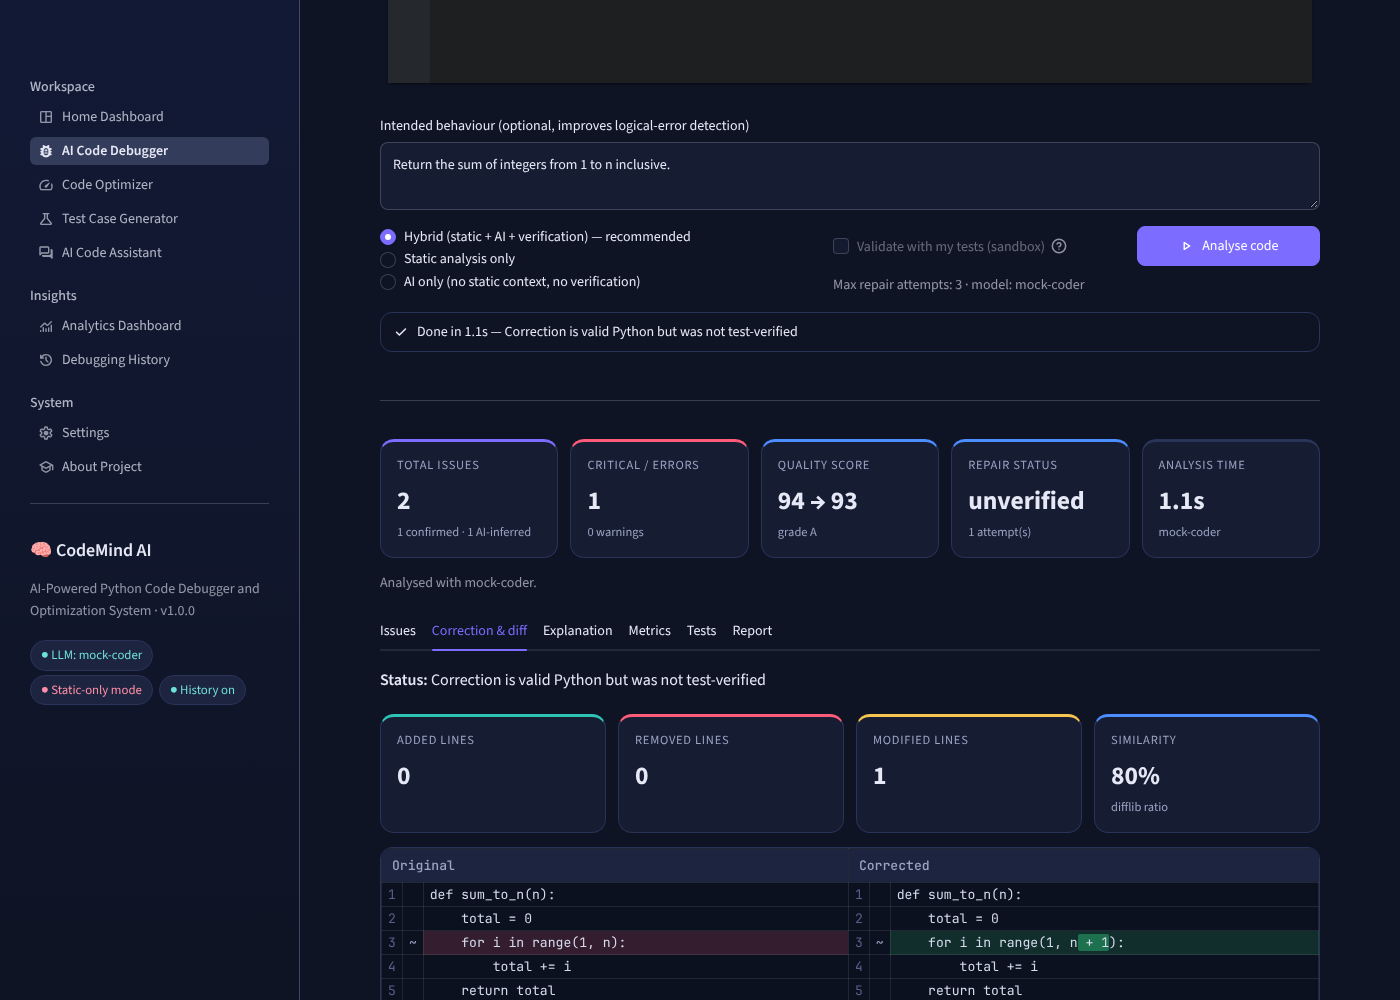 Workspace
Home Dashboard
AI Code Debugger
Code Optimizer
Test Case Generator
AI Code Assistant
Insights
Analytics Dashboard
Debugging History
System
Settings
About Project
🧠 CodeMind AI
AI-Powered Python Code Debugger and
Optimization System · v1.0.0
● LLM: mock-coder
● Static-only mode
● History on
Intended behaviour (optional, improves logical-error detection)
Return the sum of integers from 1 to n inclusive.
Hybrid (static + AI + verification) — recommended
Static analysis only
AI only (no static context, no verification)
Validate with my tests (sandbox)
Max repair attempts: 3 · model: mock-coder
Analyse code
Done in 1.1s — Correction is valid Python but was not test-verified
TOTAL ISSUES
2
1 confirmed · 1 AI-inferred
CRITICAL / ERRORS
1
0 warnings
QUALITY SCORE
94 → 93
grade A
REPAIR STATUS
unverified
1 attempt(s)
ANALYSIS TIME
1.1s
mock-coder
Analysed with mock-coder.
Issues Correction & diff Explanation Metrics Tests Report
Status: Correction is valid Python but was not test-verified
ADDED LINES
0
REMOVED LINES
0
MODIFIED LINES
1
SIMILARITY
80%
difflib ratio
Original
1 def sum_to_n(n):
2 total = 0
3 ~ for i in range(1, n):
4 total += i
5 return total
Corrected
1 def sum_to_n(n):
2 total = 0
3 ~ for i in range(1, n + 1):
4 total += i
5 return total